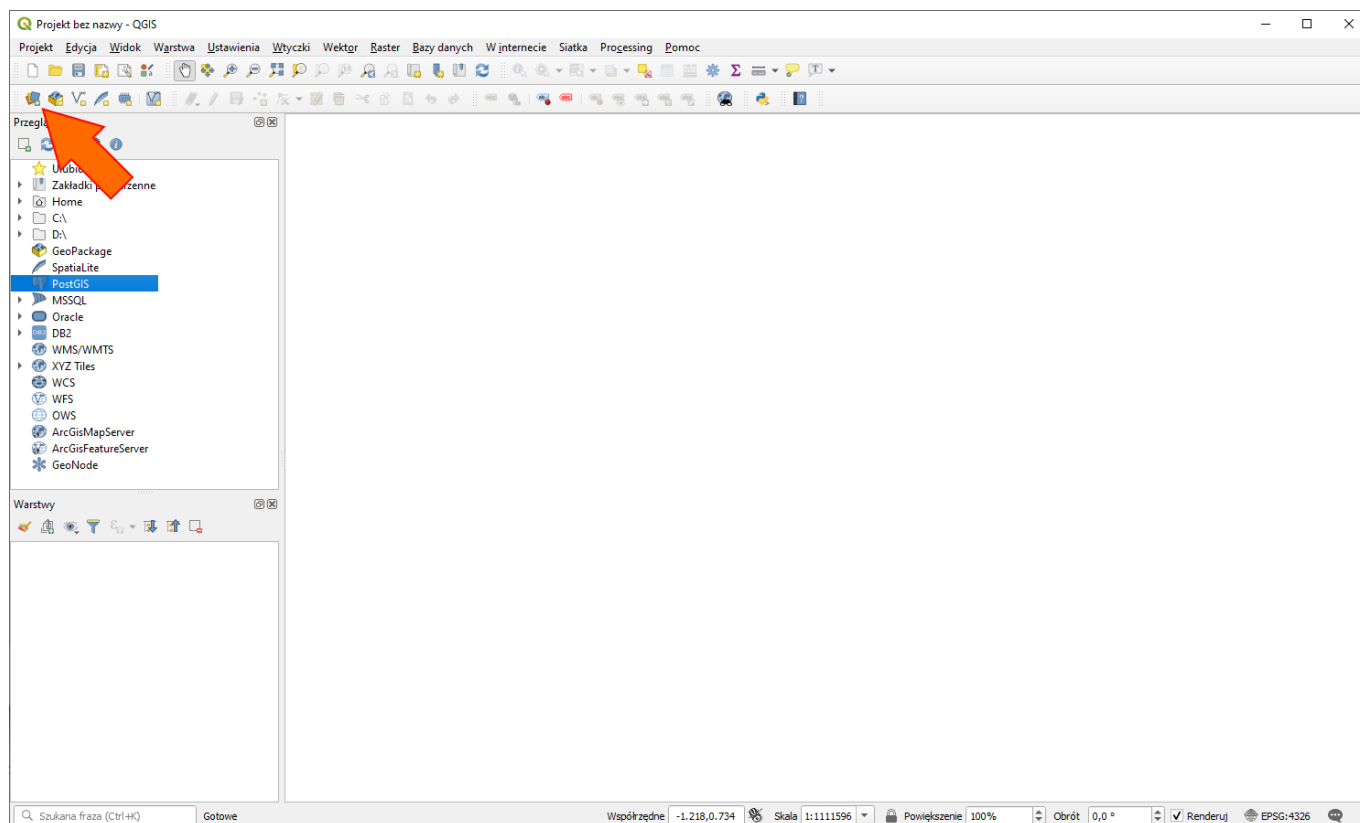 Projekt bez nazwy - QGIS
Projekt Edycja Widok Warstwa Ustawienia Wtyczki Wektor Raster Bazy danych W internecie Siatka Processing Pomoc
Ulubio
Zakładki p rzenne
Home
C:\
D:\
GeoPackage
SpatiaLite
PostGIS
MSSQL
Oracle
DB2
WMS/WMTS
XYZ Tiles
WCS
WFS
OWS
ArcGisMapServer
ArcGisFeatureServer
GeoNode
Warstwy
Szukana fraza (Ctrl+K) Gotowe Współrzędne -1.218,0.734 Skala 1:1111596 Powiększenie 100% Obrót 0,0 ° Renderuj EPSG:4326